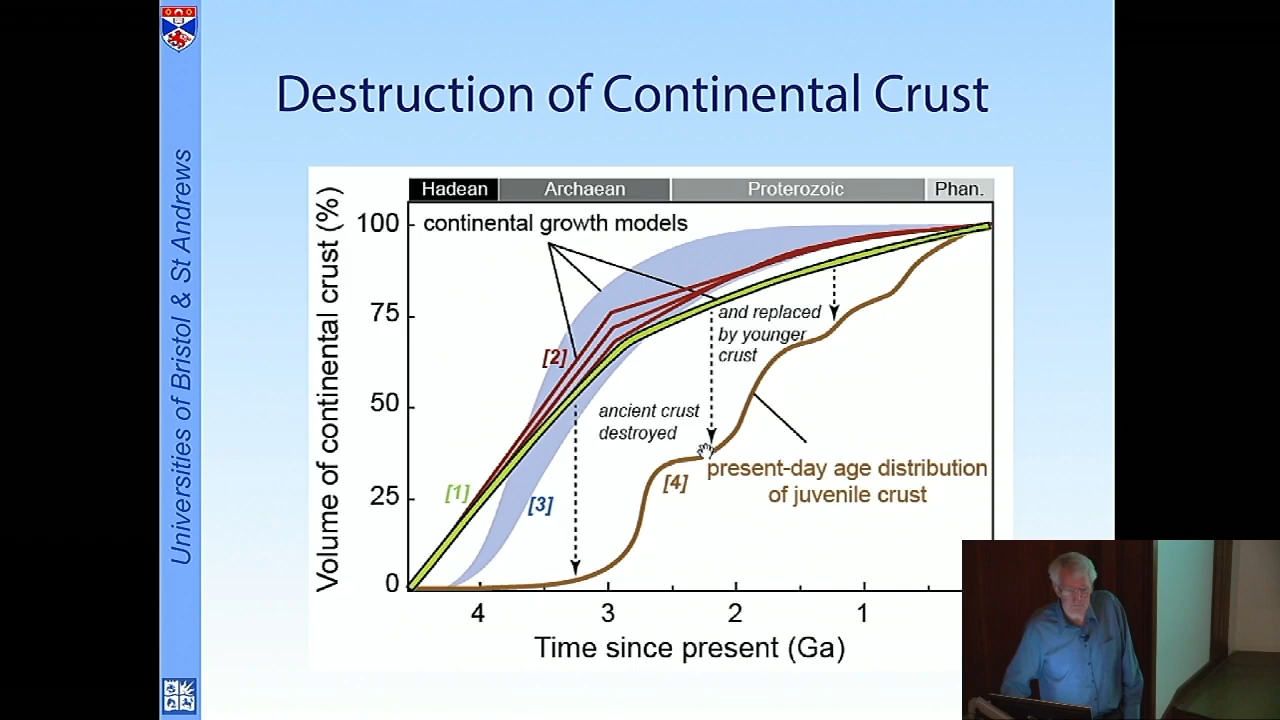 Destruction of Continental Crust
Universities of Bristol & St Andrews
Hadean
Archaean
Proterozoic
Phan.
Volume of continental crust (%)
100
75
50
25
0
continental growth models
[2]
and replaced
by younger
crust
ancient crust
destroyed
[1]
[3]
[4]
present-day age distribution
of juvenile crust
4
3
2
1
Time since present (Ga)